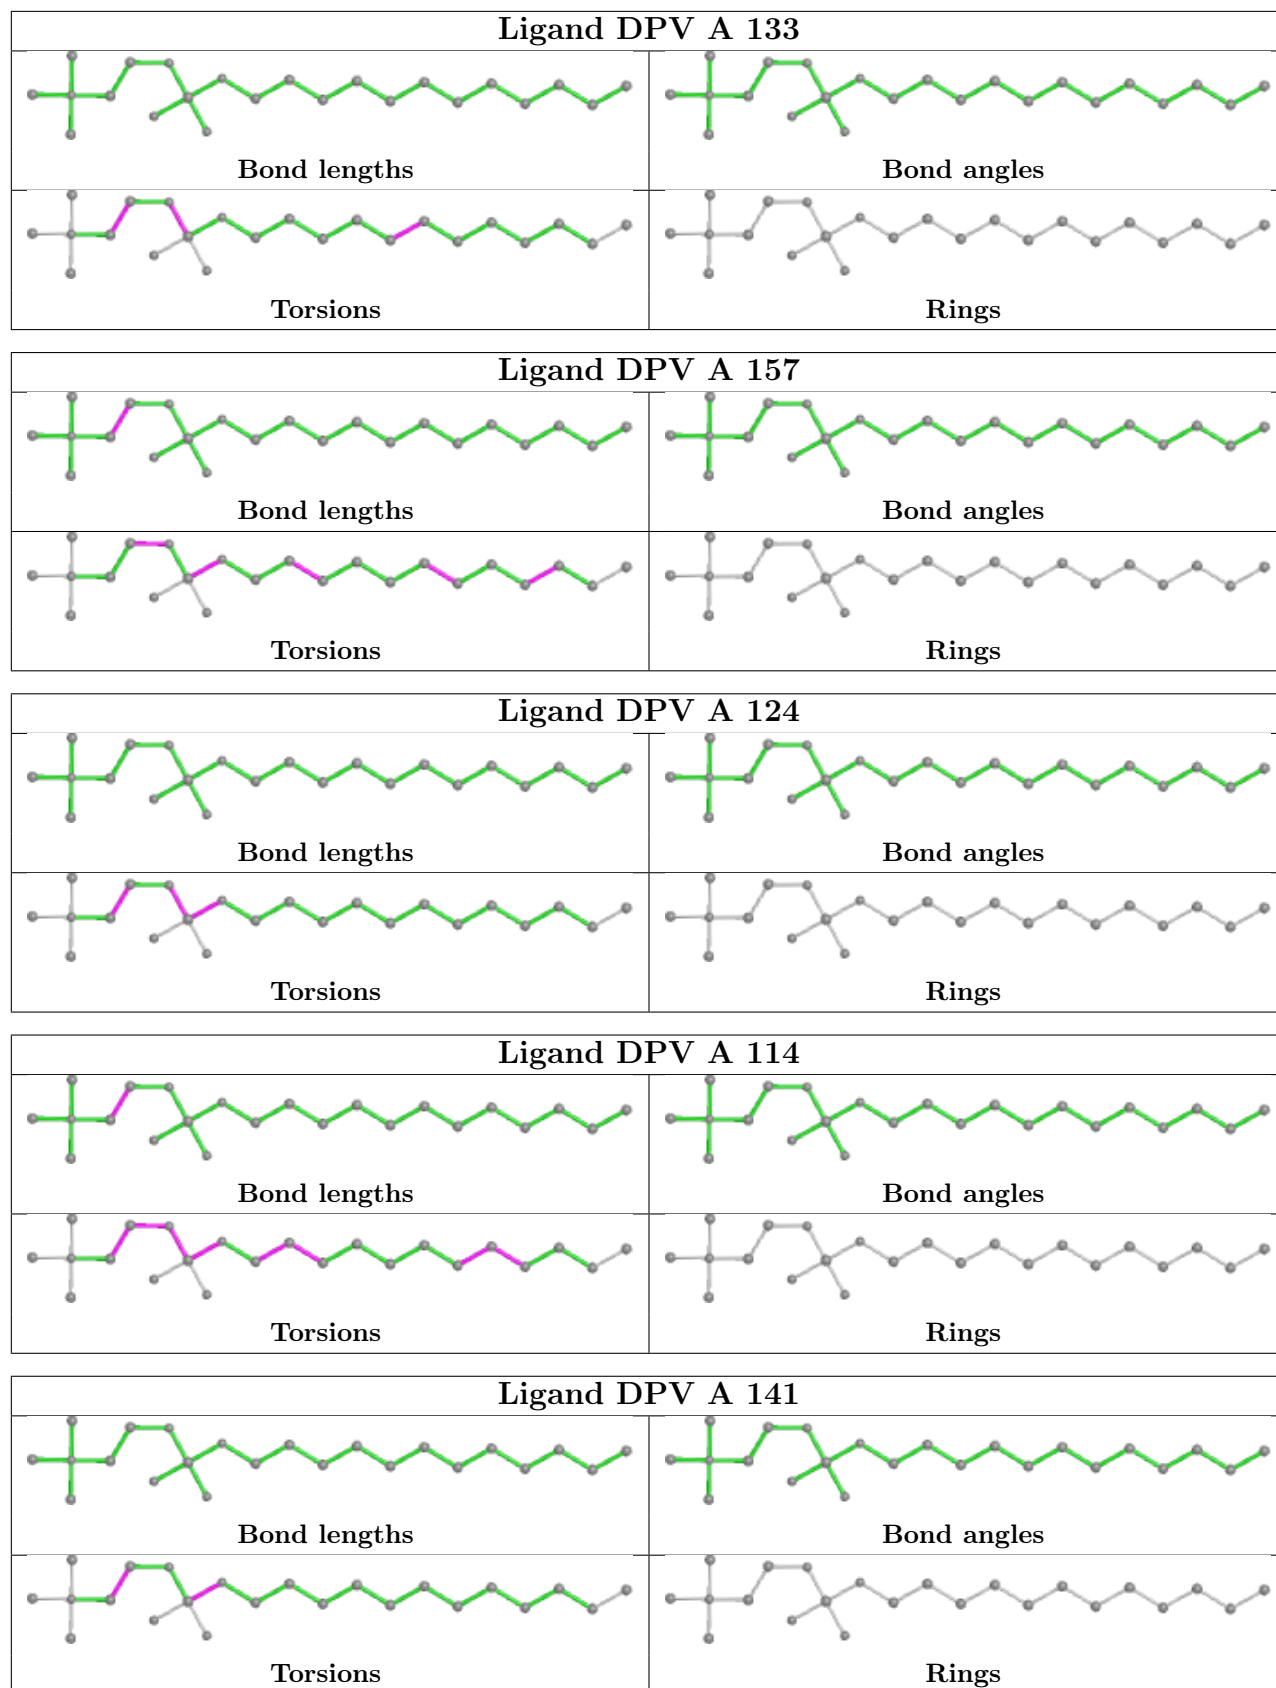 Ligand DPV A 133
Bond lengths
Bond angles
Torsions
Rings
Ligand DPV A 157
Bond lengths
Bond angles
Torsions
Rings
Ligand DPV A 124
Bond lengths
Bond angles
Torsions
Rings
Ligand DPV A 114
Bond lengths
Bond angles
Torsions
Rings
Ligand DPV A 141
Bond lengths
Bond angles
Torsions
Rings